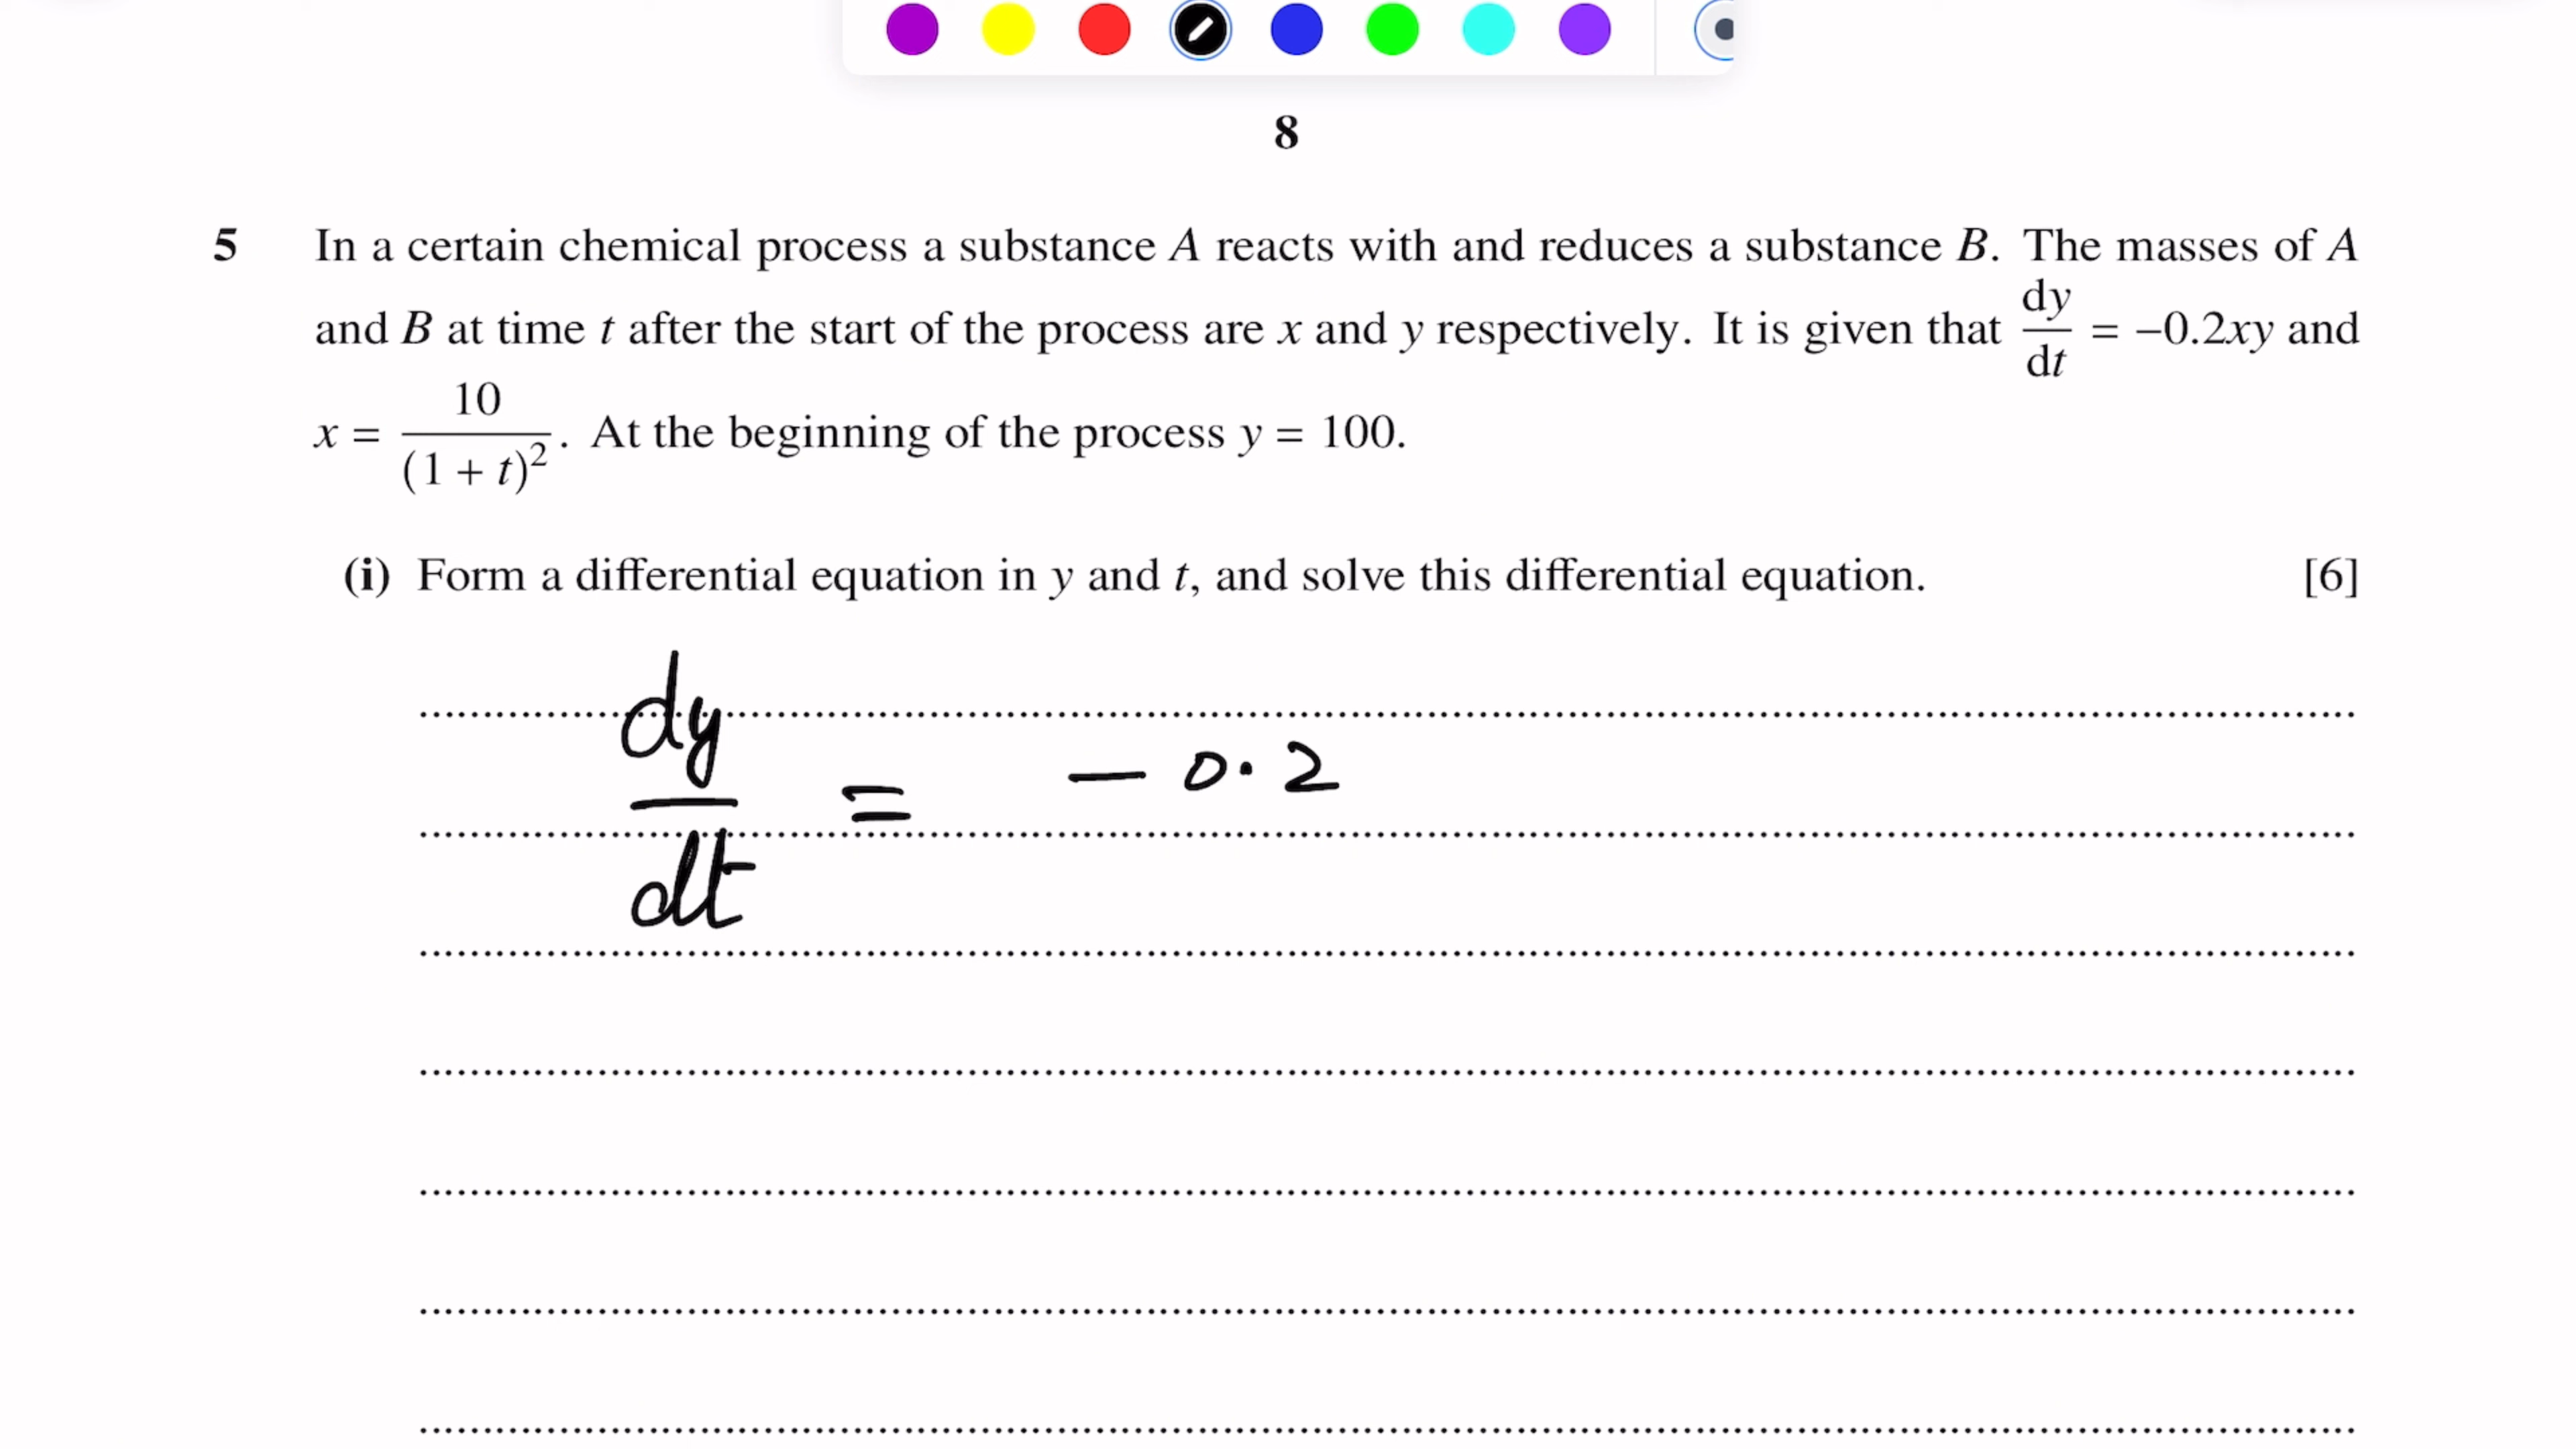 8
5 In a certain chemical process a substance A reacts with and reduces a substance B. The masses of A
and B at time t after the start of the process are x and y respectively. It is given that dy/dt = −0.2xy and
x = 10/(1 + t)². At the beginning of the process y = 100.
(i) Form a differential equation in y and t, and solve this differential equation. [6]
dy/dt = − 0.2